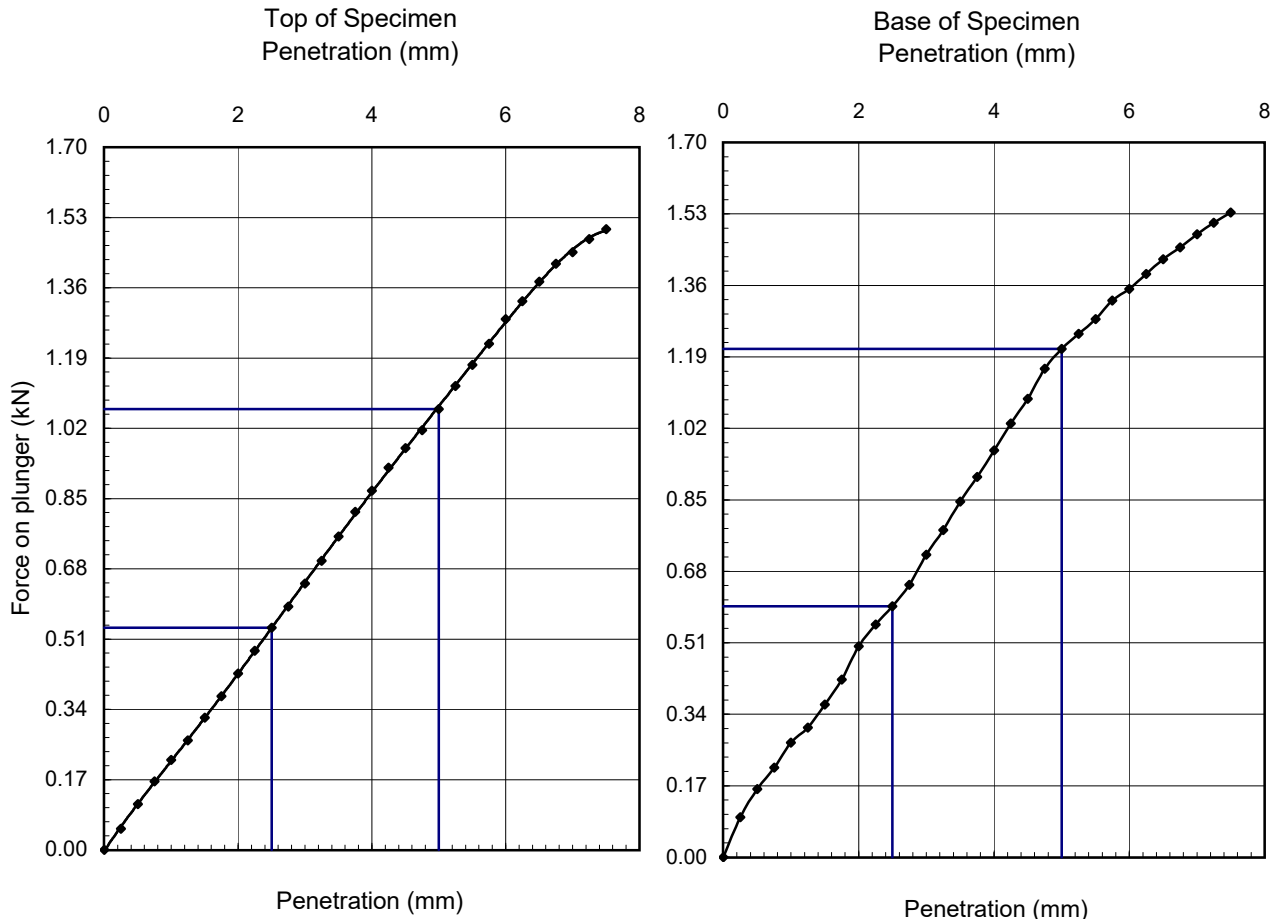 Top of Specimen
Penetration (mm)
0 2 4 6 8
1.70
1.53
1.36
1.19
1.02
0.85
0.68
0.51
0.34
0.17
0.00
Force on plunger (kN)
Penetration (mm)
Base of Specimen
Penetration (mm)
0 2 4 6 8
1.70
1.53
1.36
1.19
1.02
0.85
0.68
0.51
0.34
0.17
0.00
Penetration (mm)